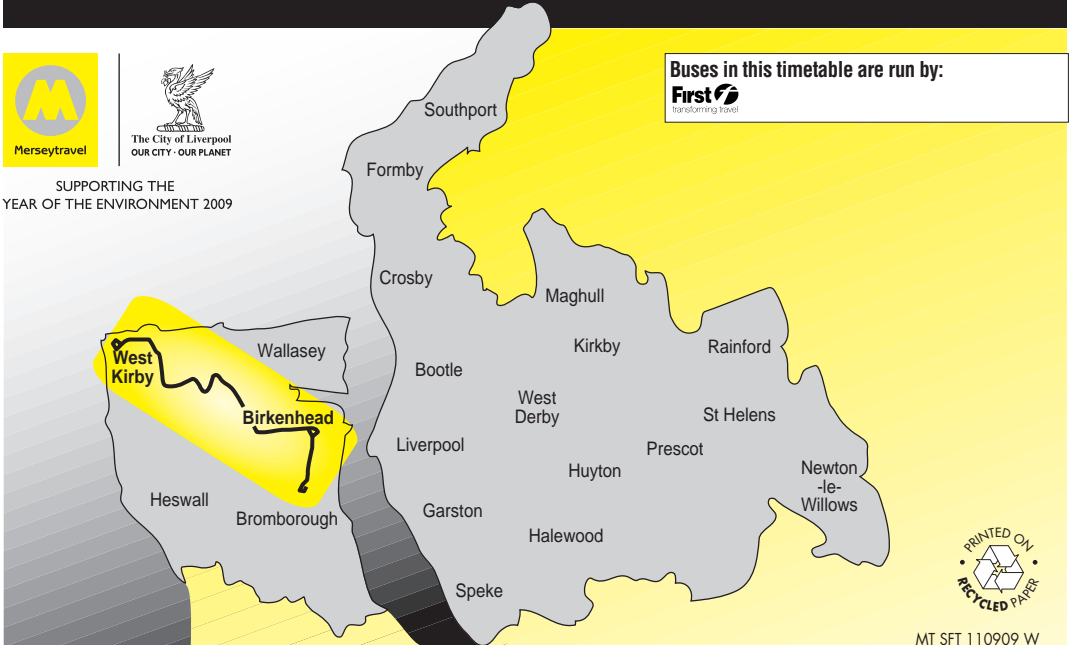 Merseytravel
The City of Liverpool
OUR CITY · OUR PLANET
SUPPORTING THE
YEAR OF THE ENVIRONMENT 2009
Buses in this timetable are run by:
First
transforming travel
Southport
Formby
Crosby
Maghull
Kirkby
Rainford
Wallasey
West
Kirby
Bootle
West
Derby
St Helens
Birkenhead
Liverpool
Prescot
Huyton
Newton
-le-
Willows
Heswall
Bromborough
Garston
Halewood
Speke
PRINTED ON
RECYCLED PAPER
MT SFT 110909 W